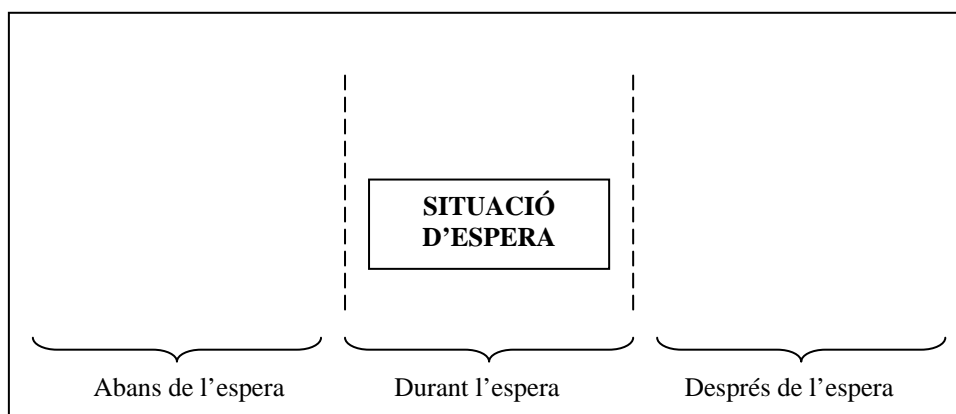 SITUACIÓ
D’ESPERA
Abans de l’espera
Durant l’espera
Després de l’espera